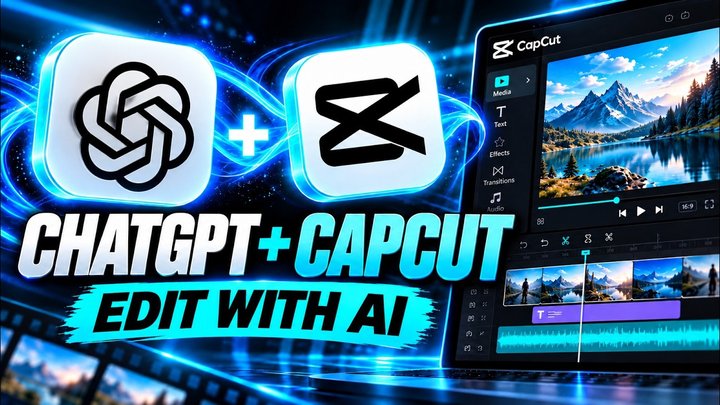 CapCut
Media
T
Text
Effects
Transitions
Audio
+
16:9
CHATGPT+CAPCUT
EDIT WITH AI
T